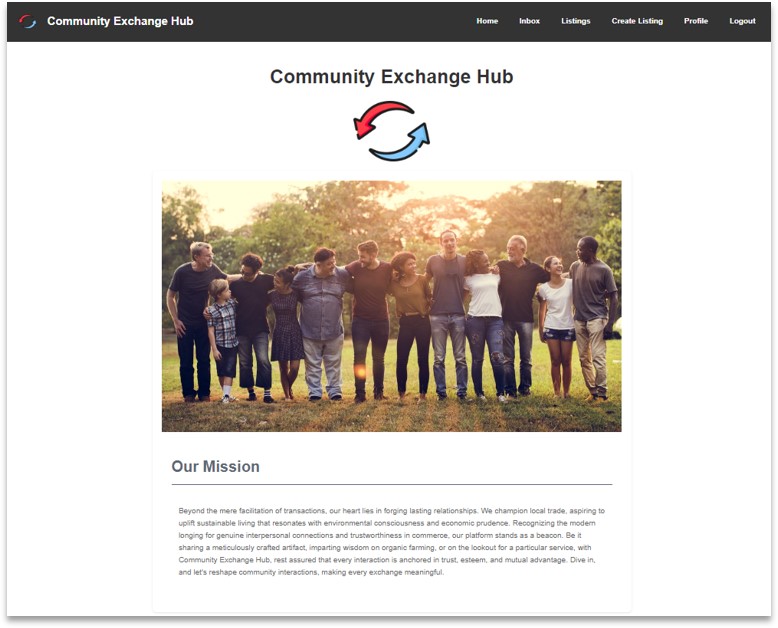 Community Exchange Hub
Home Inbox Listings Create Listing Profile Logout
Community Exchange Hub
Our Mission
Beyond the mere facilitation of transactions, our heart lies in forging lasting relationships. We champion local trade, aspiring to
uplift sustainable living that resonates with environmental consciousness and economic prudence. Recognizing the modern
longing for genuine interpersonal connections and trustworthiness in commerce, our platform stands as a beacon. Be it
sharing a meticulously crafted artifact, imparting wisdom on organic farming, or on the lookout for a particular service, with
Community Exchange Hub, rest assured that every interaction is anchored in trust, esteem, and mutual advantage. Dive in,
and let's reshape community interactions, making every exchange meaningful.